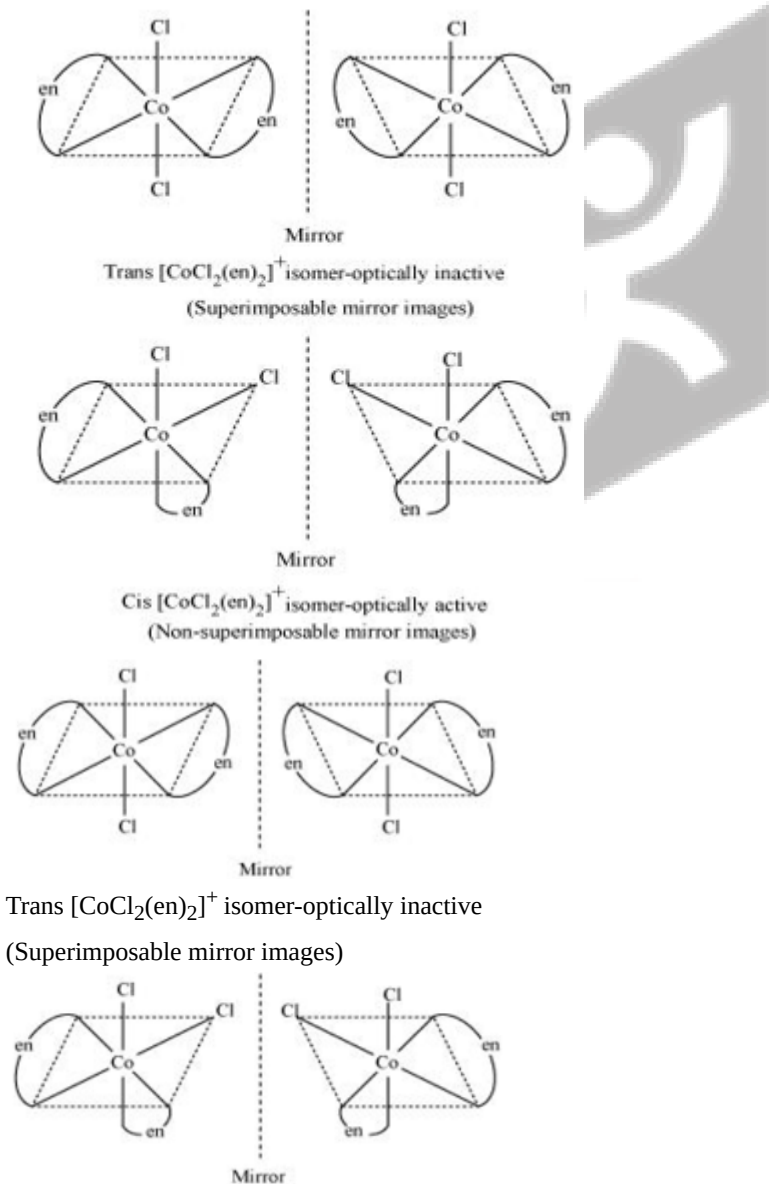 Cl Cl
en en en en
Co Co
Cl Cl
Mirror
Trans [CoCl₂(en)₂]⁺ isomer-optically inactive
(Superimposable mirror images)
Cl Cl Cl Cl
en en
Co Co
en en
Mirror
Cis [CoCl₂(en)₂]⁺ isomer-optically active
(Non-superimposable mirror images)
Cl Cl
en en en en
Co Co
Cl Cl
Mirror
Trans [CoCl₂(en)₂]⁺ isomer-optically inactive
(Superimposable mirror images)
Cl Cl Cl Cl
en en
Co Co
en en
Mirror